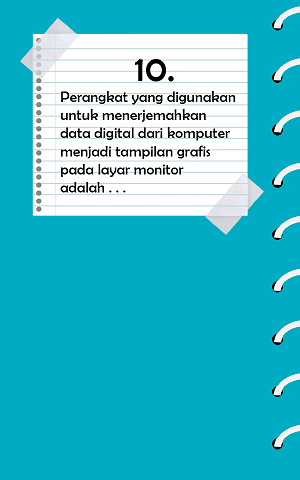 10.
Perangkat yang digunakan
untuk menerjemahkan
data digital dari komputer
menjadi tampilan grafis
pada layar monitor
adalah . . .